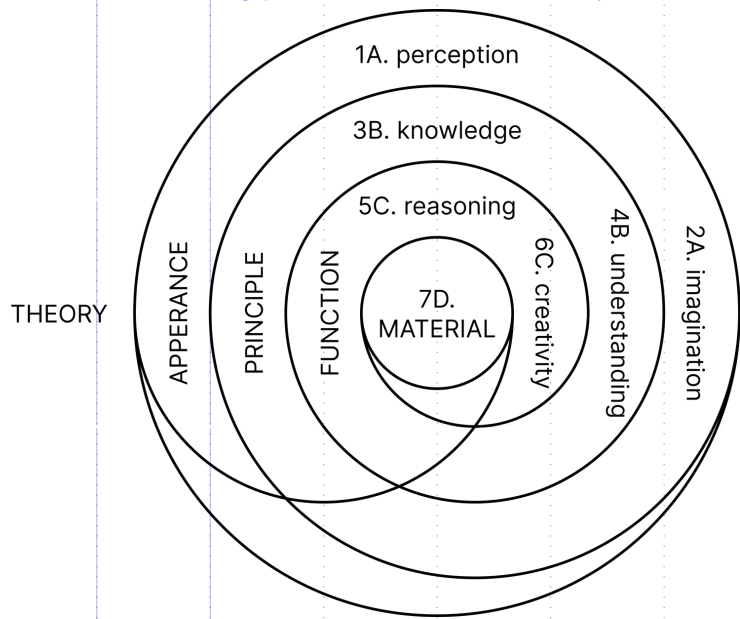 1A. perception
3B. knowledge
5C. reasoning
THEORY
APPERANCE
PRINCIPLE
FUNCTION
7D.
MATERIAL
6C. creativity
4B. understanding
2A. imagination